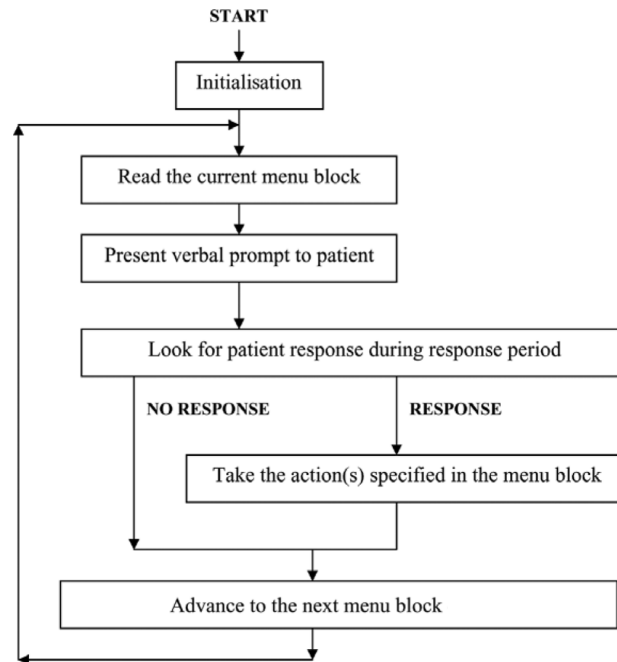 START
Initialisation
Read the current menu block
Present verbal prompt to patient
Look for patient response during response period
NO RESPONSE
RESPONSE
Take the action(s) specified in the menu block
Advance to the next menu block